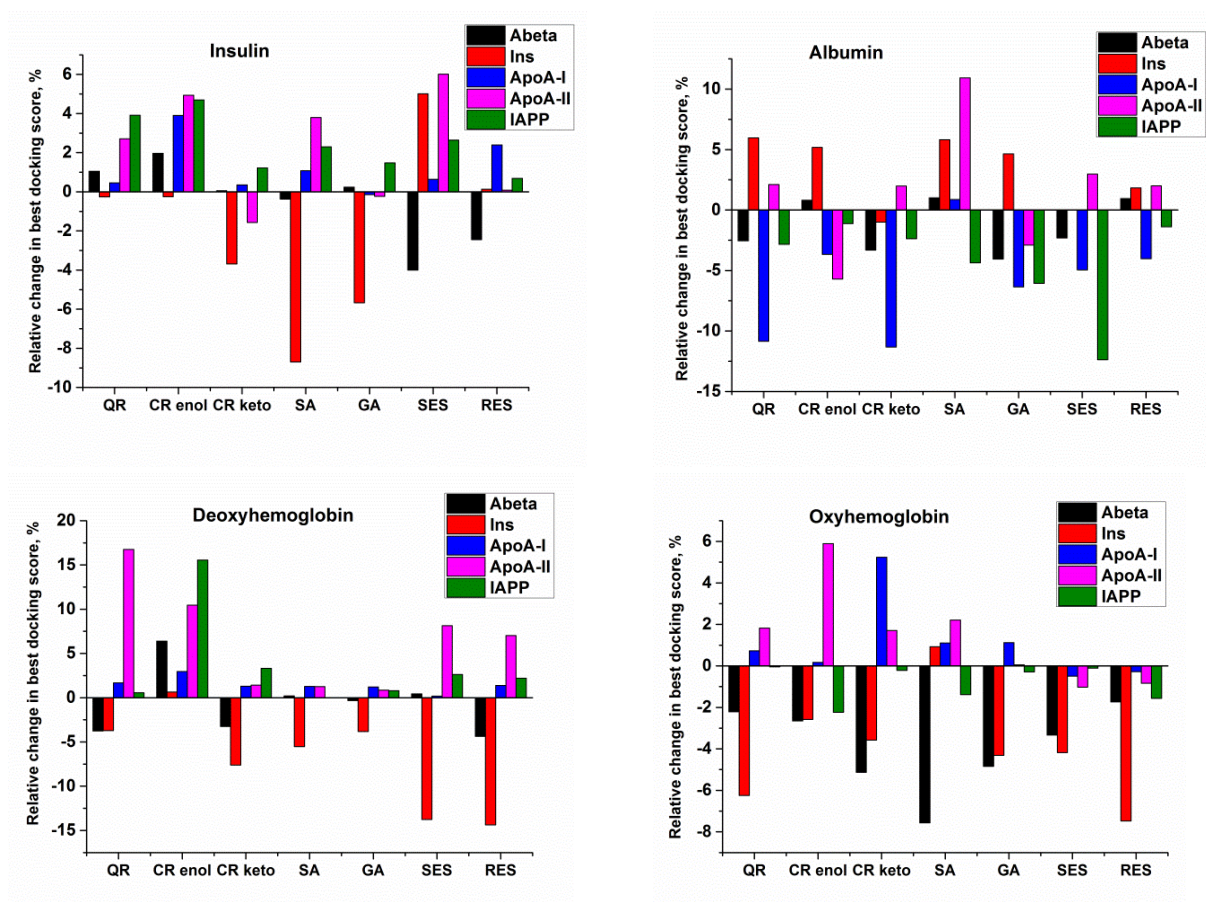 Insulin
Abeta
Ins
ApoA-I
ApoA-II
IAPP
Relative change in best docking score, %
6
4
2
0
-2
-4
-6
-8
-10
QR CR enol CR keto SA GA SES RES
Albumin
Abeta
Ins
ApoA-I
ApoA-II
IAPP
Relative change in best docking score, %
10
5
0
-5
-10
-15
QR CR enol CR keto SA GA SES RES
Deoxyhemoglobin
Abeta
Ins
ApoA-I
ApoA-II
IAPP
Relative change in best docking score, %
20
15
10
5
0
-5
-10
-15
QR CR enol CR keto SA GA SES RES
Oxyhemoglobin
Abeta
Ins
ApoA-I
ApoA-II
IAPP
Relative change in best docking score, %
6
4
2
0
-2
-4
-6
-8
QR CR enol CR keto SA GA SES RES